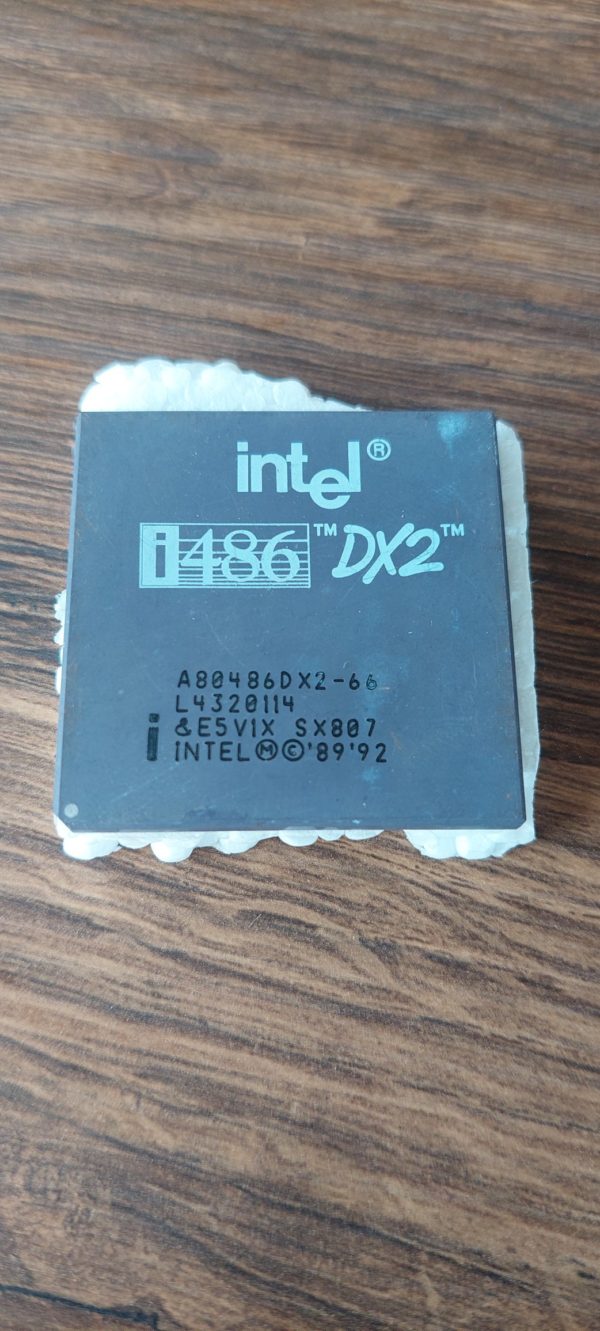 intel®
i486™ DX2™
A80486DX2-66
L4320114
i &E5V1X SX807
INTEL Ⓜ©'89'92